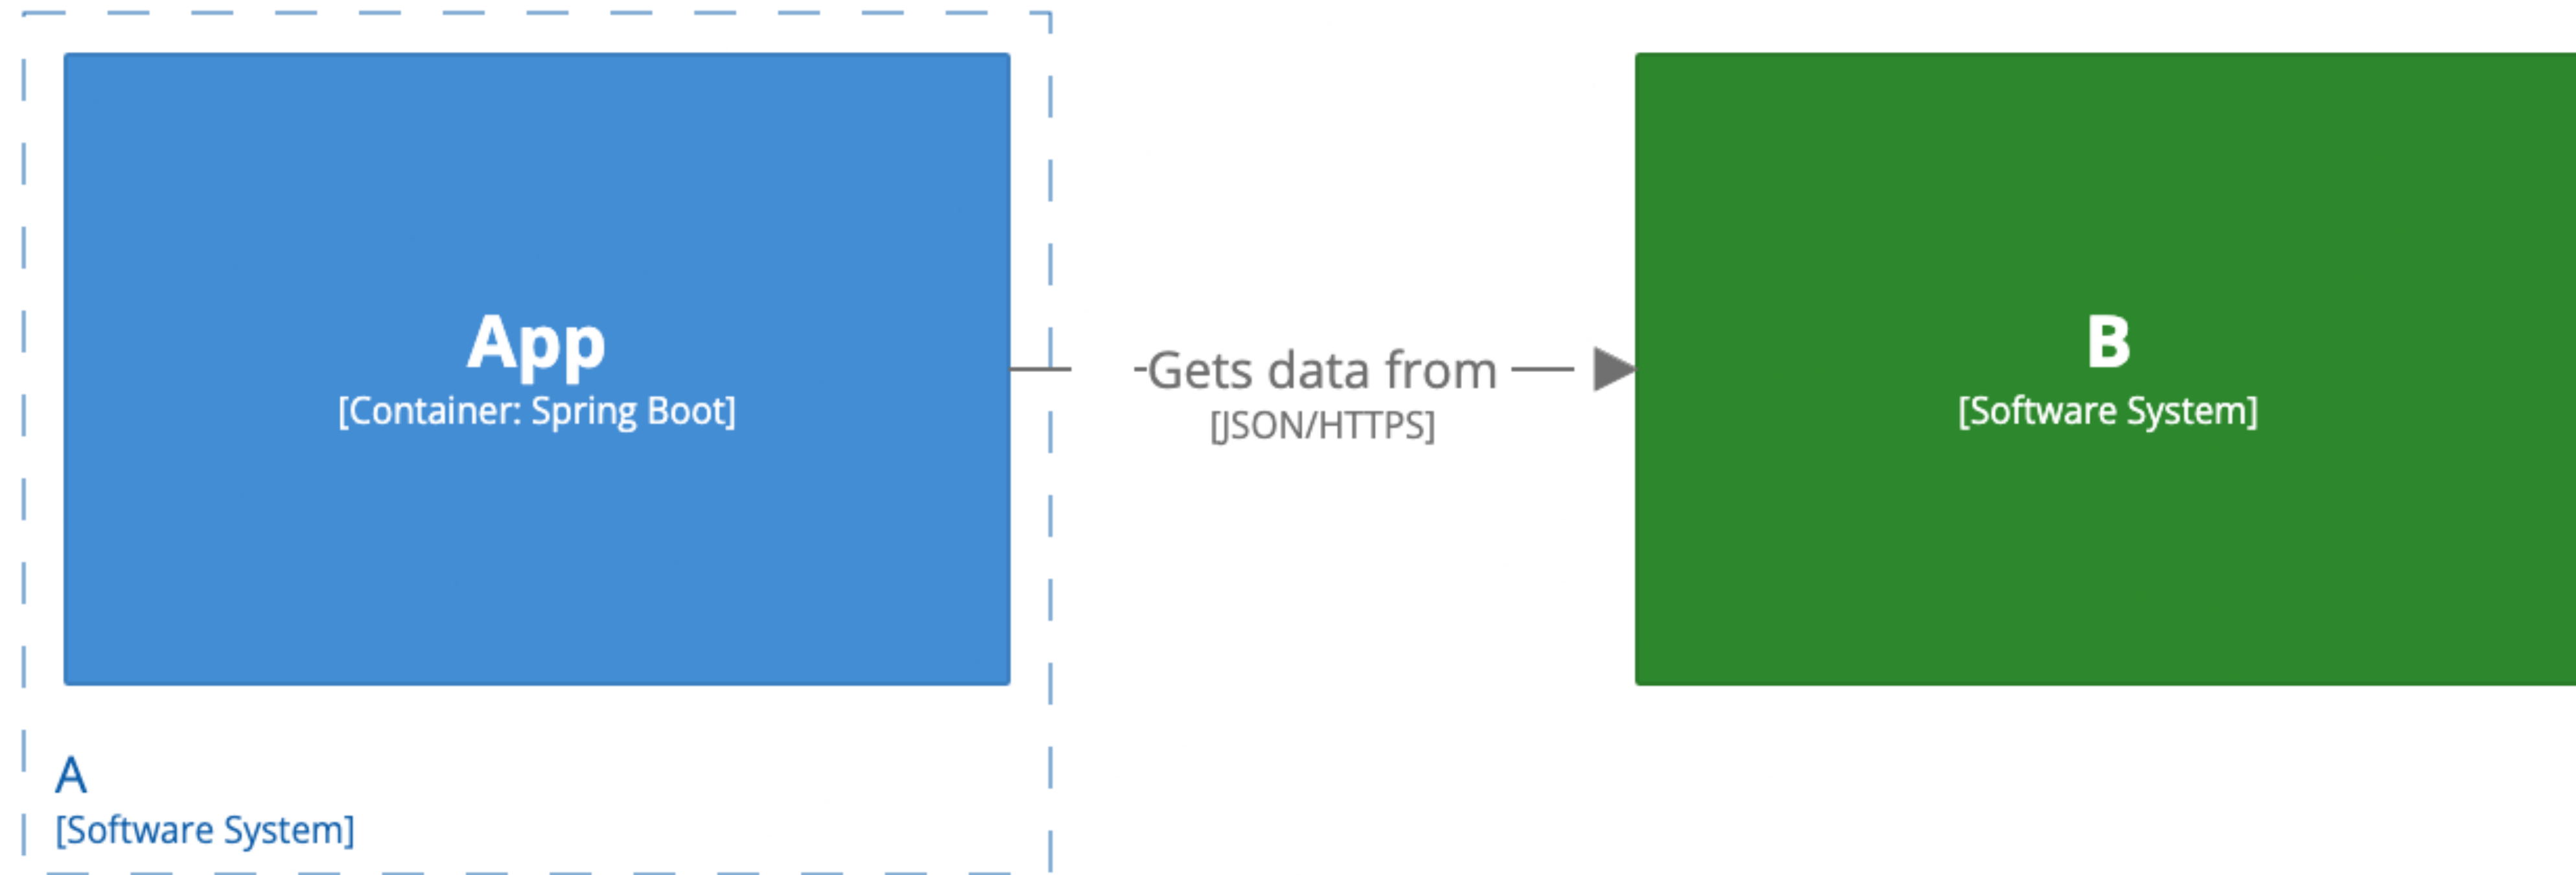 App
[Container: Spring Boot]
Gets data from
[JSON/HTTPS]
B
[Software System]
A
[Software System]